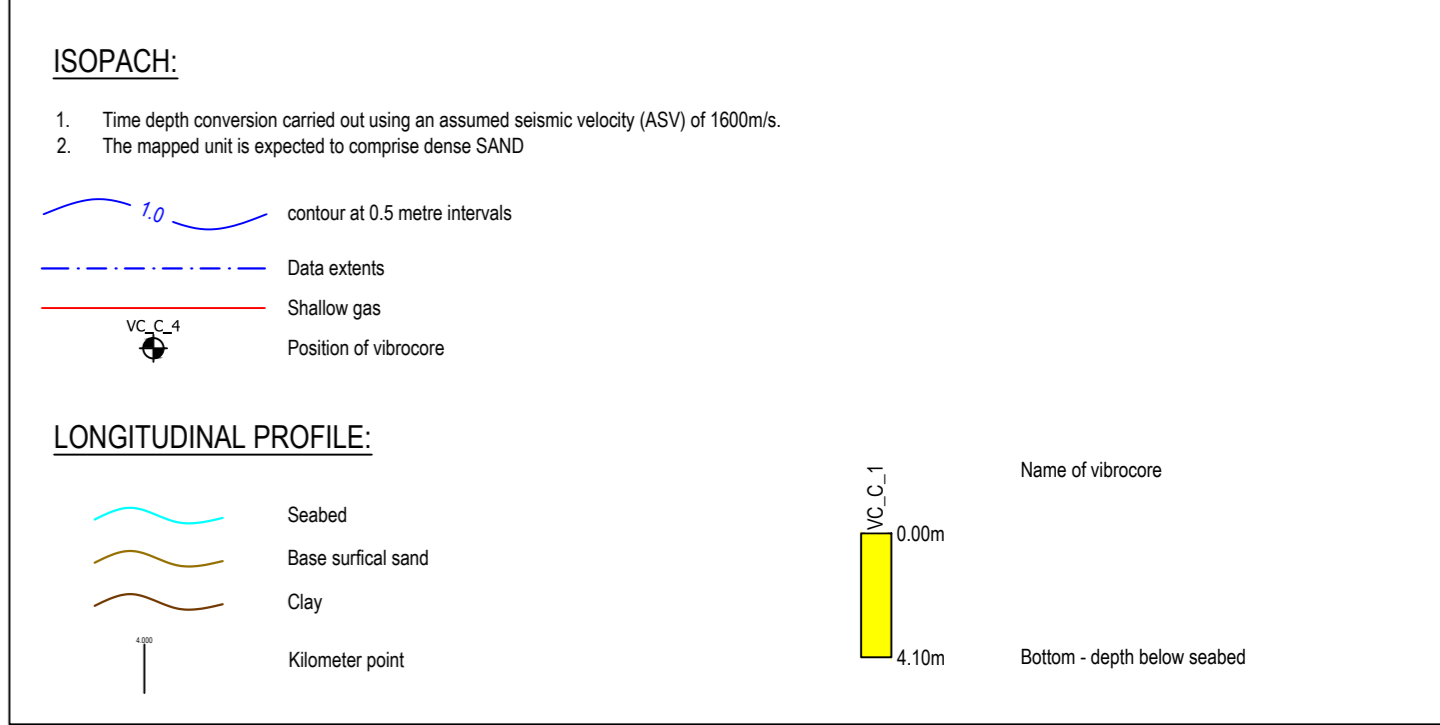 ISOPACH:
1. Time depth conversion carried out using an assumed seismic velocity (ASV) of 1600m/s.
2. The mapped unit is expected to comprise dense SAND
1.0 contour at 0.5 metre intervals
Data extents
Shallow gas
VC_C_4
Position of vibrocore
LONGITUDINAL PROFILE:
Seabed
Base surfical sand
Clay
4.000
Kilometer point
VC_C_1
Name of vibrocore
0.00m
4.10m
Bottom - depth below seabed